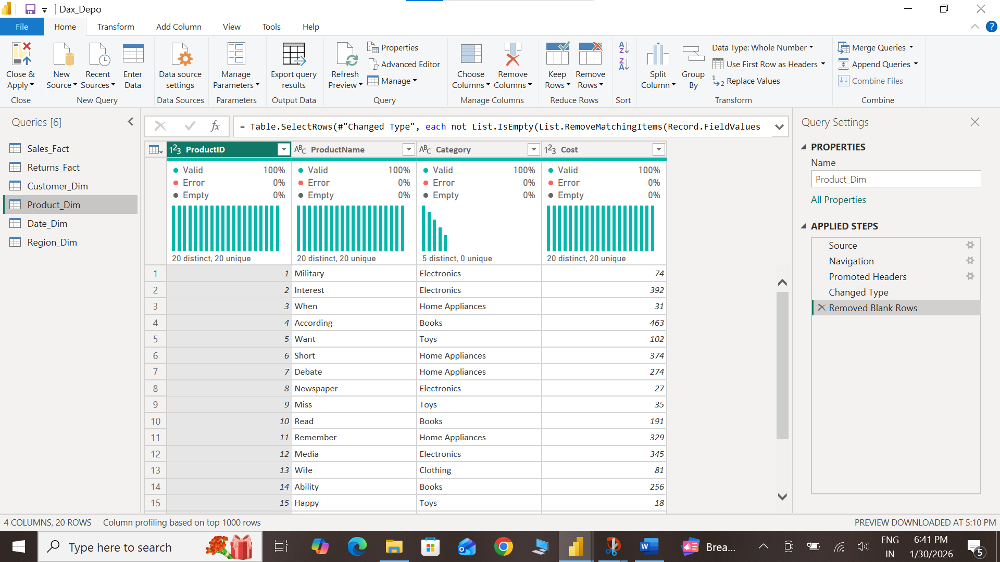 Dax_Depo
File Home Transform Add Column View Tools Help
Close & Apply
New Source
Recent Sources
Enter Data
Data source settings
Manage Parameters
Export query results
Refresh Preview
Properties
Advanced Editor
Manage
Choose Columns
Remove Columns
Keep Rows
Remove Rows
Split Column
Group By
Data Type: Whole Number
Use First Row as Headers
Replace Values
Merge Queries
Append Queries
Combine Files
Close New Query Data Sources Parameters Output Data Query Manage Columns Reduce Rows Sort Transform Combine
Queries [6]
Sales_Fact
Returns_Fact
Customer_Dim
Product_Dim
Date_Dim
Region_Dim
fx = Table.SelectRows(#"Changed Type", each not List.IsEmpty(List.RemoveMatchingItems(Record.FieldValues
ProductID ProductName Category Cost
Valid 100% Valid 100% Valid 100% Valid 100%
Error 0% Error 0% Error 0% Error 0%
Empty 0% Empty 0% Empty 0% Empty 0%
20 distinct, 20 unique 20 distinct, 20 unique 5 distinct, 0 unique 20 distinct, 20 unique
1 1 Military Electronics 74
2 2 Interest Electronics 392
3 3 When Home Appliances 31
4 4 According Books 463
5 5 Want Toys 102
6 6 Short Home Appliances 374
7 7 Debate Home Appliances 274
8 8 Newspaper Electronics 27
9 9 Miss Toys 35
10 10 Read Books 191
11 11 Remember Home Appliances 329
12 12 Media Electronics 345
13 13 Wife Clothing 81
14 14 Ability Books 256
15 15 Happy Toys 18
Query Settings
PROPERTIES
Name
Product_Dim
All Properties
APPLIED STEPS
Source
Navigation
Promoted Headers
Changed Type
Removed Blank Rows
4 COLUMNS, 20 ROWS Column profiling based on top 1000 rows PREVIEW DOWNLOADED AT 5:10 PM
Type here to search
Brea...
ENG IN
6:41 PM
1/30/2026
5